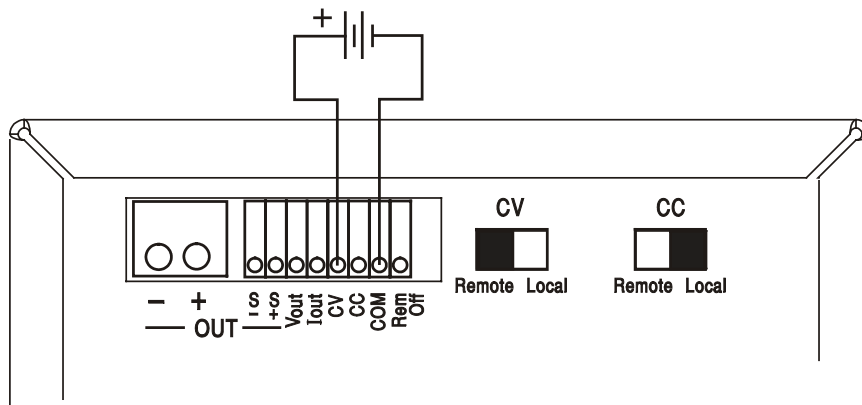 +
CV
CC
Remote Local
Remote Local
- +
OUT
S -
S +
Vout
Iout
CV
CC
COM
Rem Off